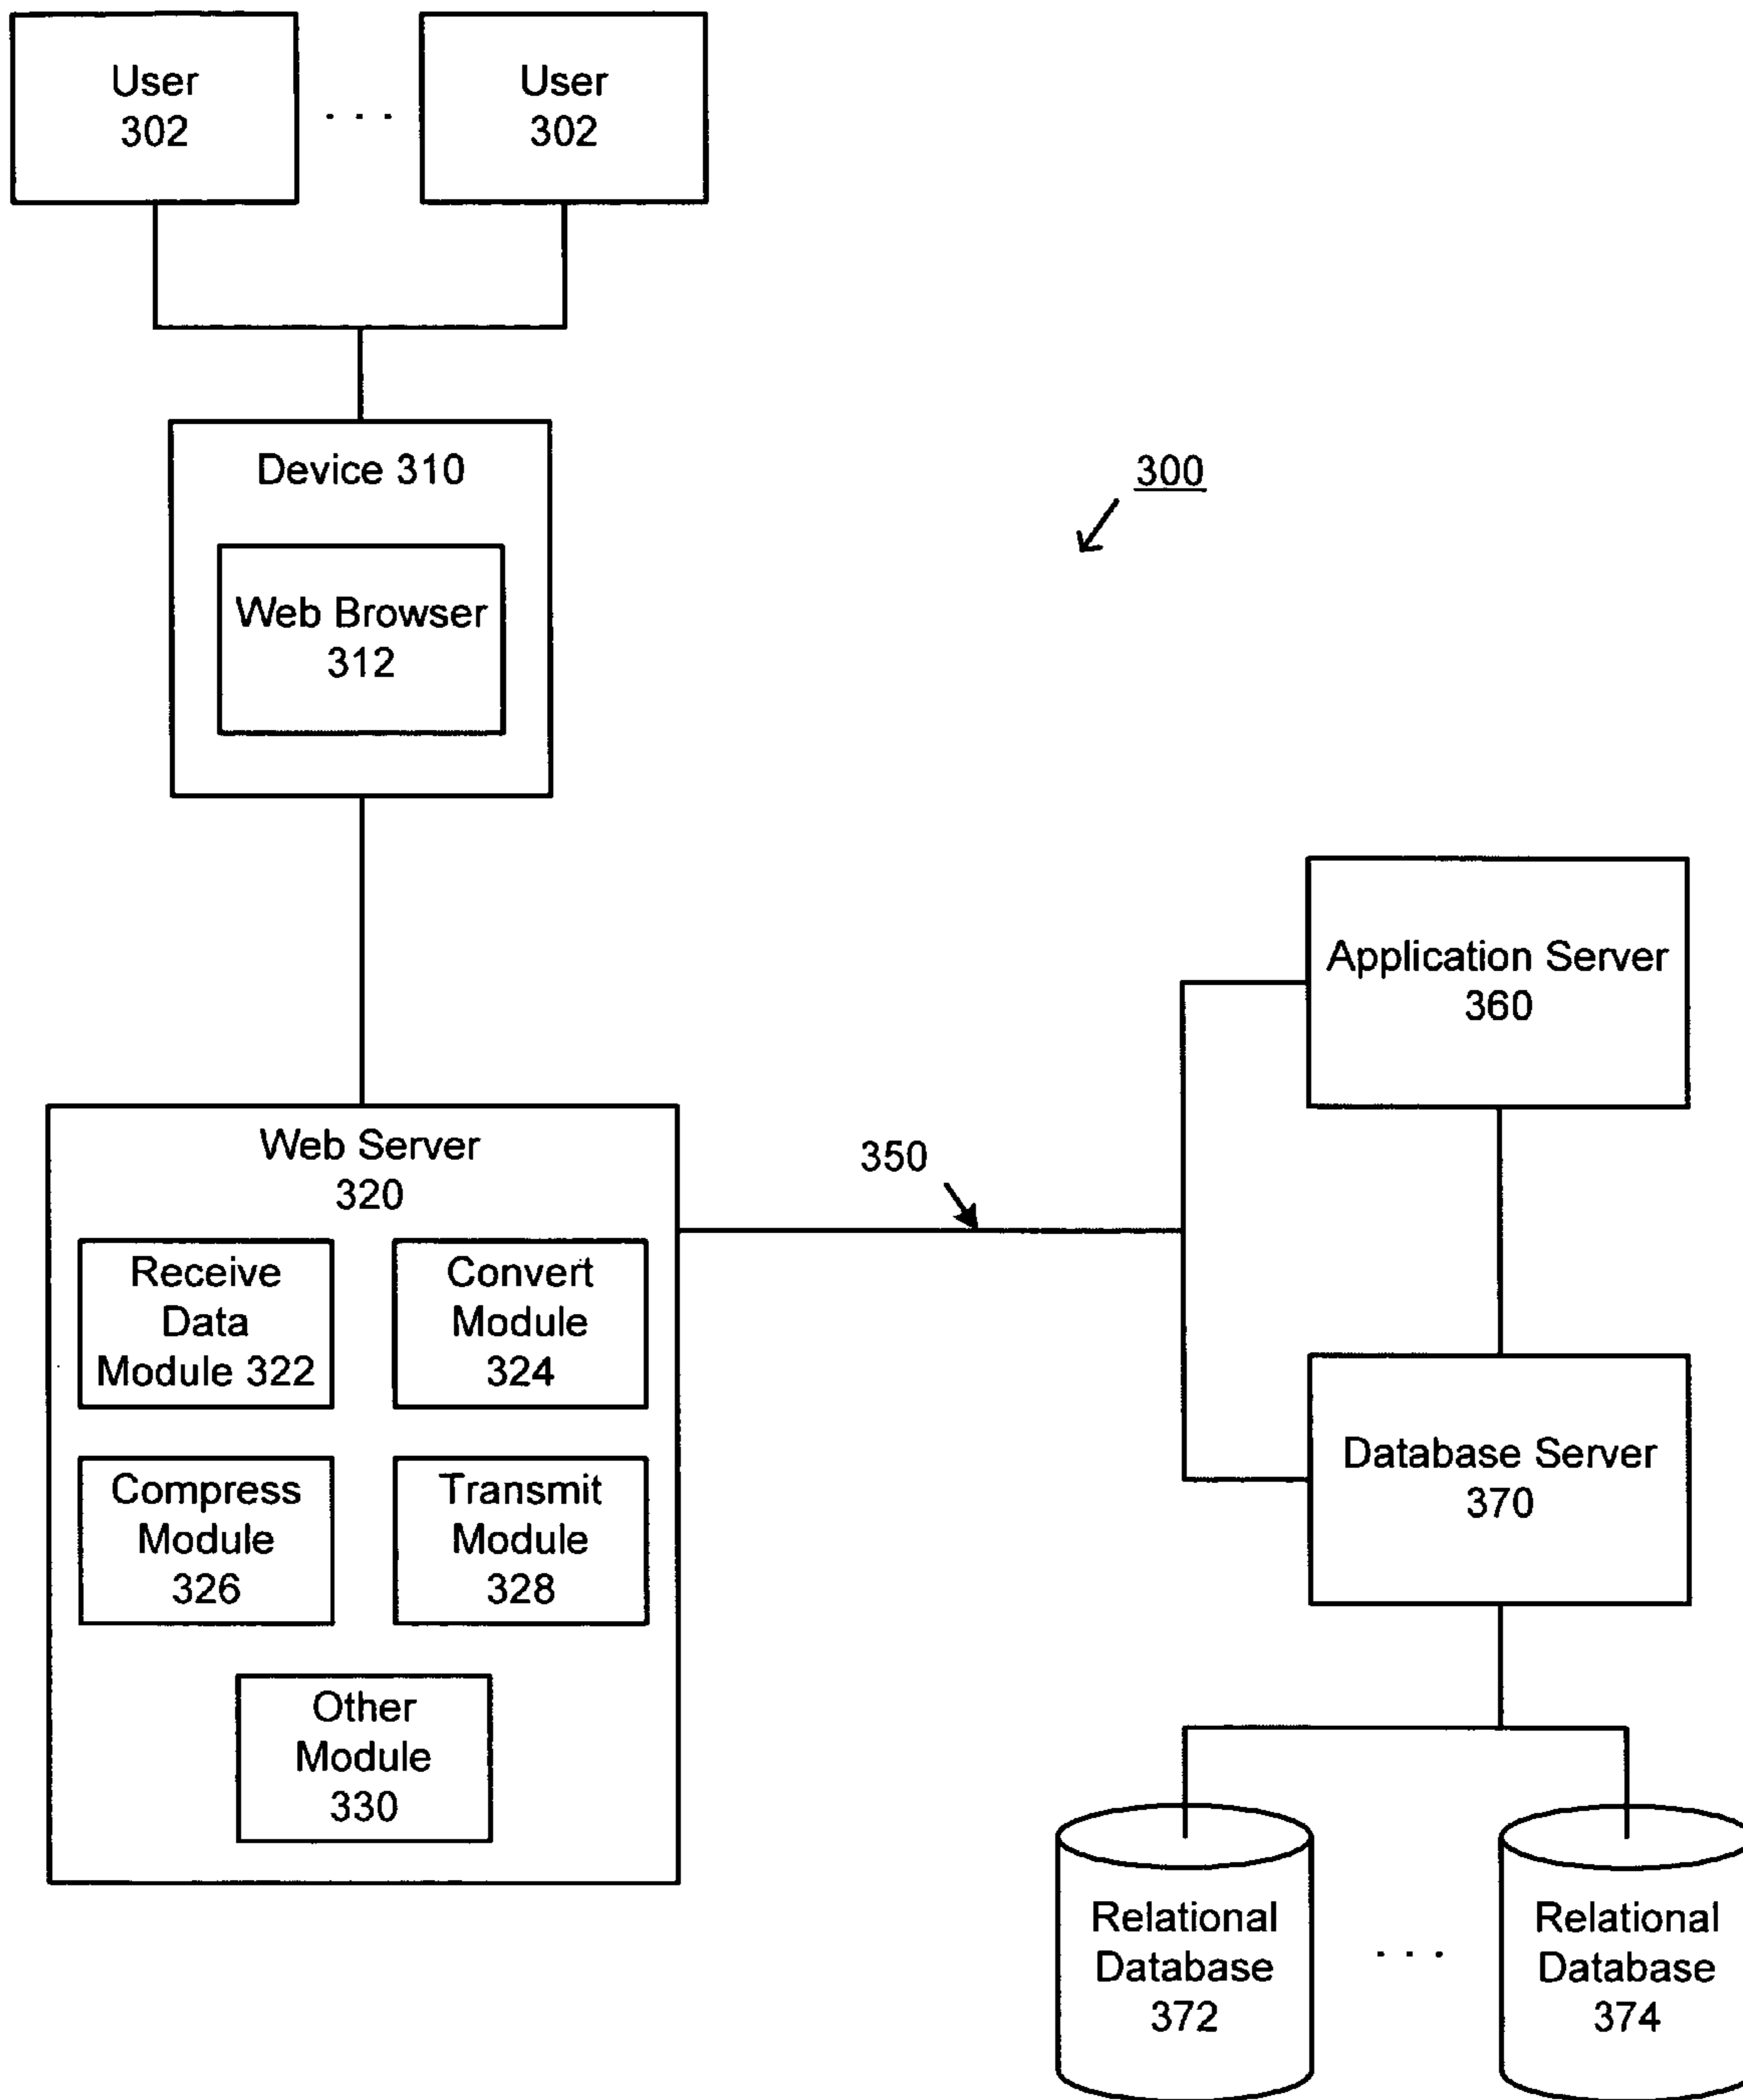 User
302
. . .
User
302
Device 310
Web Browser
312
300
Application Server
360
Web Server
320
350
Receive
Data
Module 322
Convert
Module
324
Database Server
370
Compress
Module
326
Transmit
Module
328
Other
Module
330
Relational
Database
372
. . .
Relational
Database
374